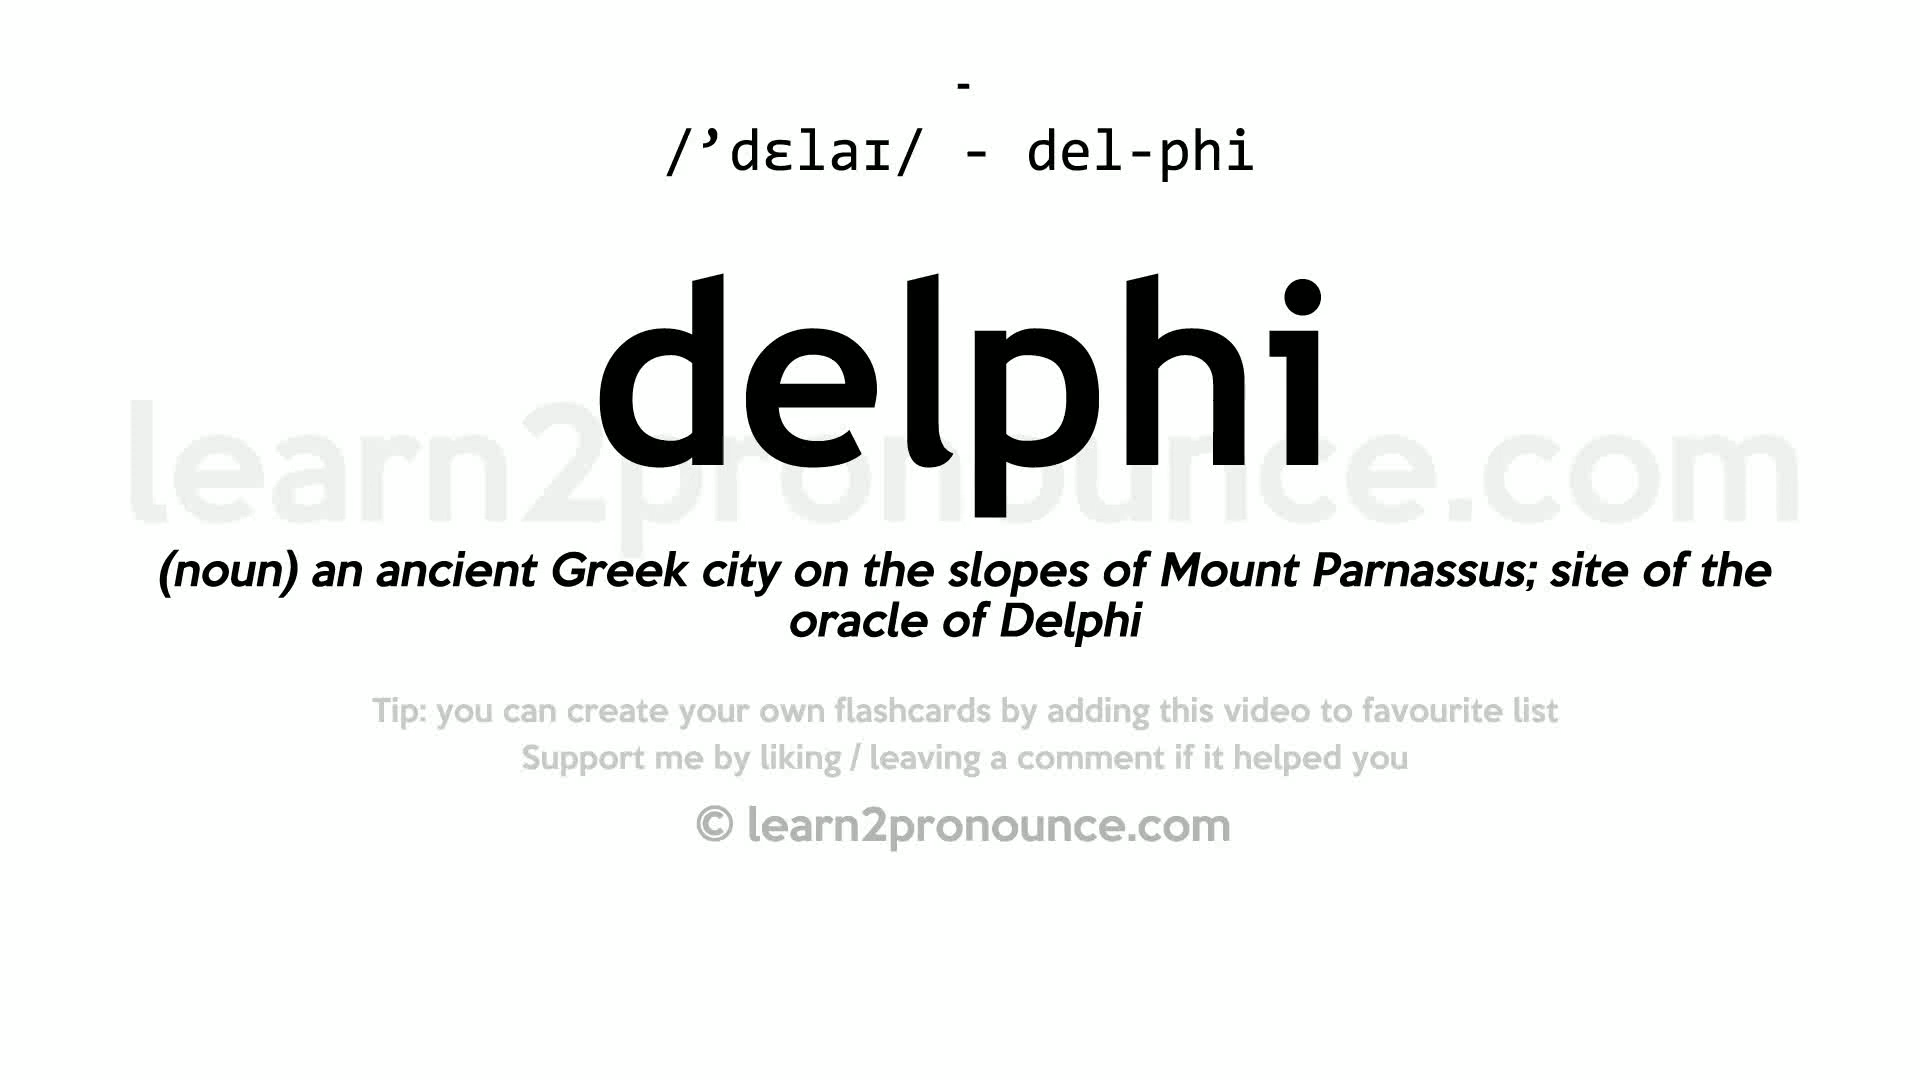 -
/’dɛlaɪ/ - del-phi
delphi
learn2pronounce.com
(noun) an ancient Greek city on the slopes of Mount Parnassus; site of the
oracle of Delphi
Tip: you can create your own flashcards by adding this video to favourite list
Support me by liking / leaving a comment if it helped you
© learn2pronounce.com